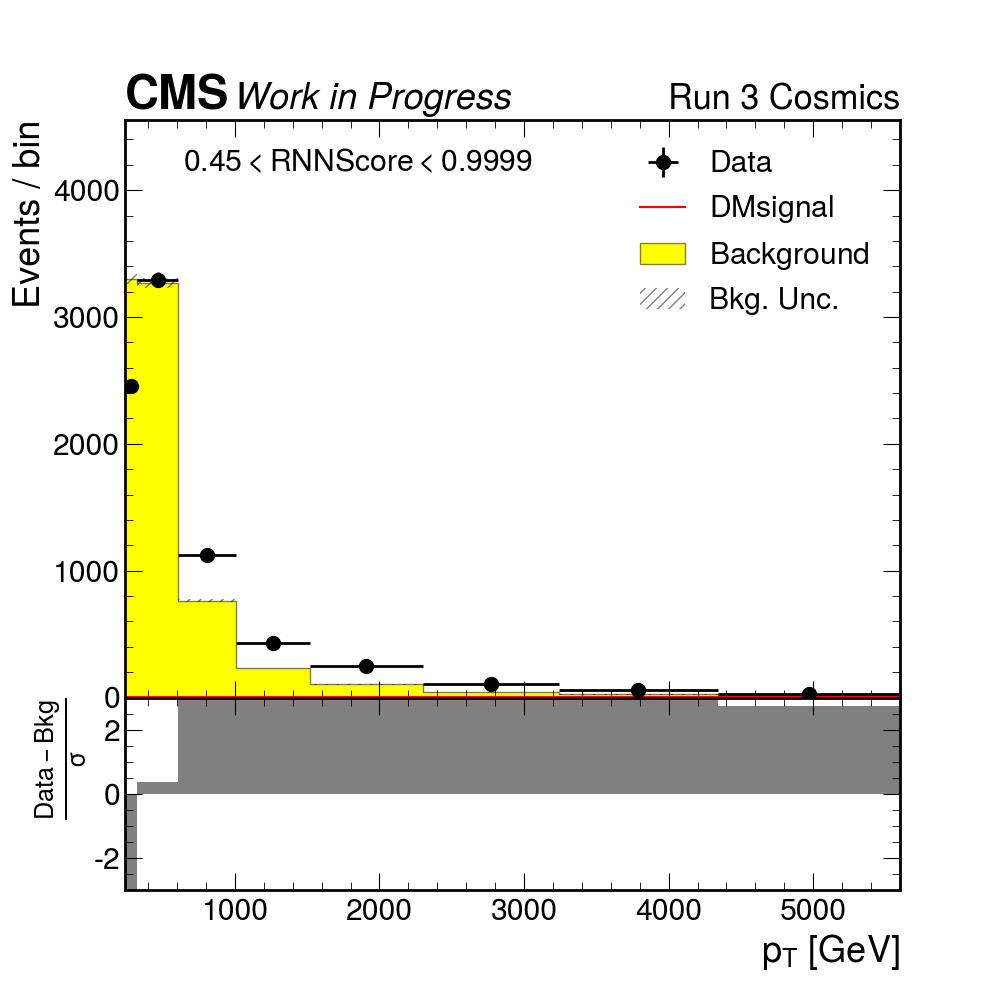 CMS Work in Progress Run 3 Cosmics
Events / bin
0.45 < RNNScore < 0.9999
Data
DMsignal
Background
Bkg. Unc.
4000
3000
2000
1000
0
Data – Bkg
σ
2
0
-2
1000 2000 3000 4000 5000
pT [GeV]